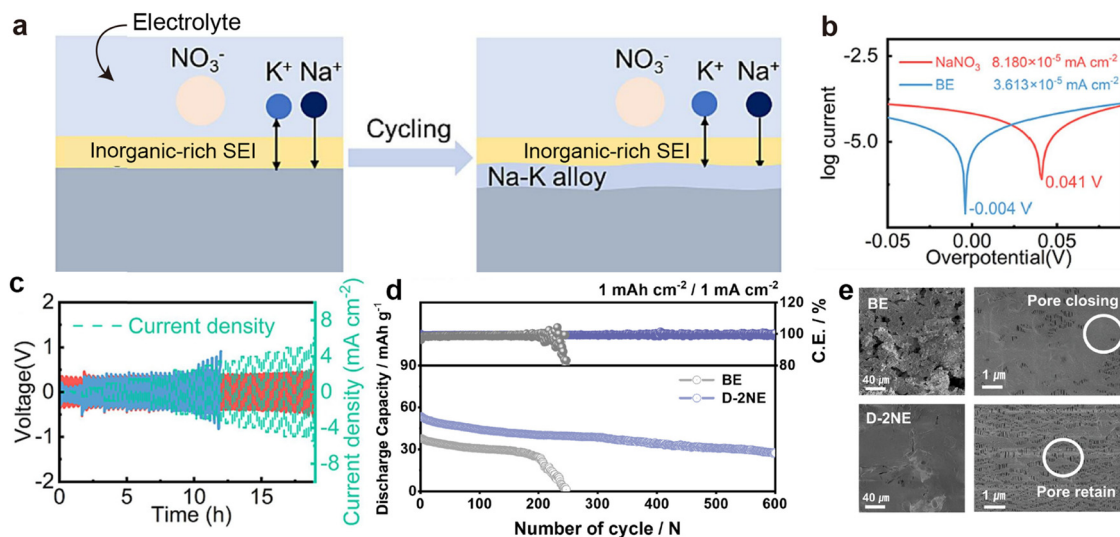 a
Electrolyte
NO₃⁻
K⁺
Na⁺
Inorganic-rich SEI
Cycling
NO₃⁻
K⁺
Na⁺
Inorganic-rich SEI
Na-K alloy
b
-2.5
-5.0
log current
NaNO₃ 8.180×10⁻⁵ mA cm⁻²
BE 3.613×10⁻⁵ mA cm⁻²
0.041 V
-0.004 V
-0.05 0.00 0.05
Overpotential(V)
c
2
1
0
-1
-2
Voltage(V)
Current density
8
4
0
-4
-8
Current density (mA cm⁻²)
0 5 10 15
Time (h)
d
1 mAh cm⁻² / 1 mA cm⁻²
120
100
80
C.E. / %
90
60
30
0
Discharge Capacity / mAh g⁻¹
BE
D-2NE
0 100 200 300 400 500 600
Number of cycle / N
e
BE
40 μm
Pore closing
1 μm
D-2NE
40 μm
Pore retain
1 μm